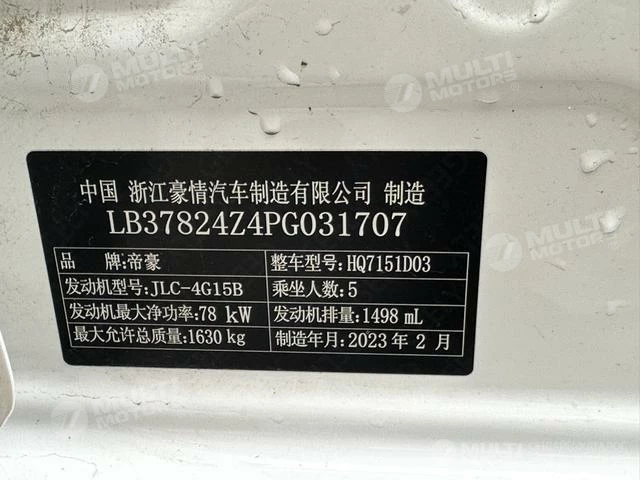 MULTI
MOTORS
MULTI
MOTORS
中国 浙江豪情汽车制造有限公司 制造
LB37824Z4PG031707
品 牌:帝豪 整车型号:HQ7151D03
发动机型号:JLC-4G15B 乘坐人数:5
发动机最大净功率:78 kW 发动机排量:1498 mL
最大允许总质量:1630 kg 制造年月:2023 年 2 月
MULTI
MOTORS
MULTI
MOTORS